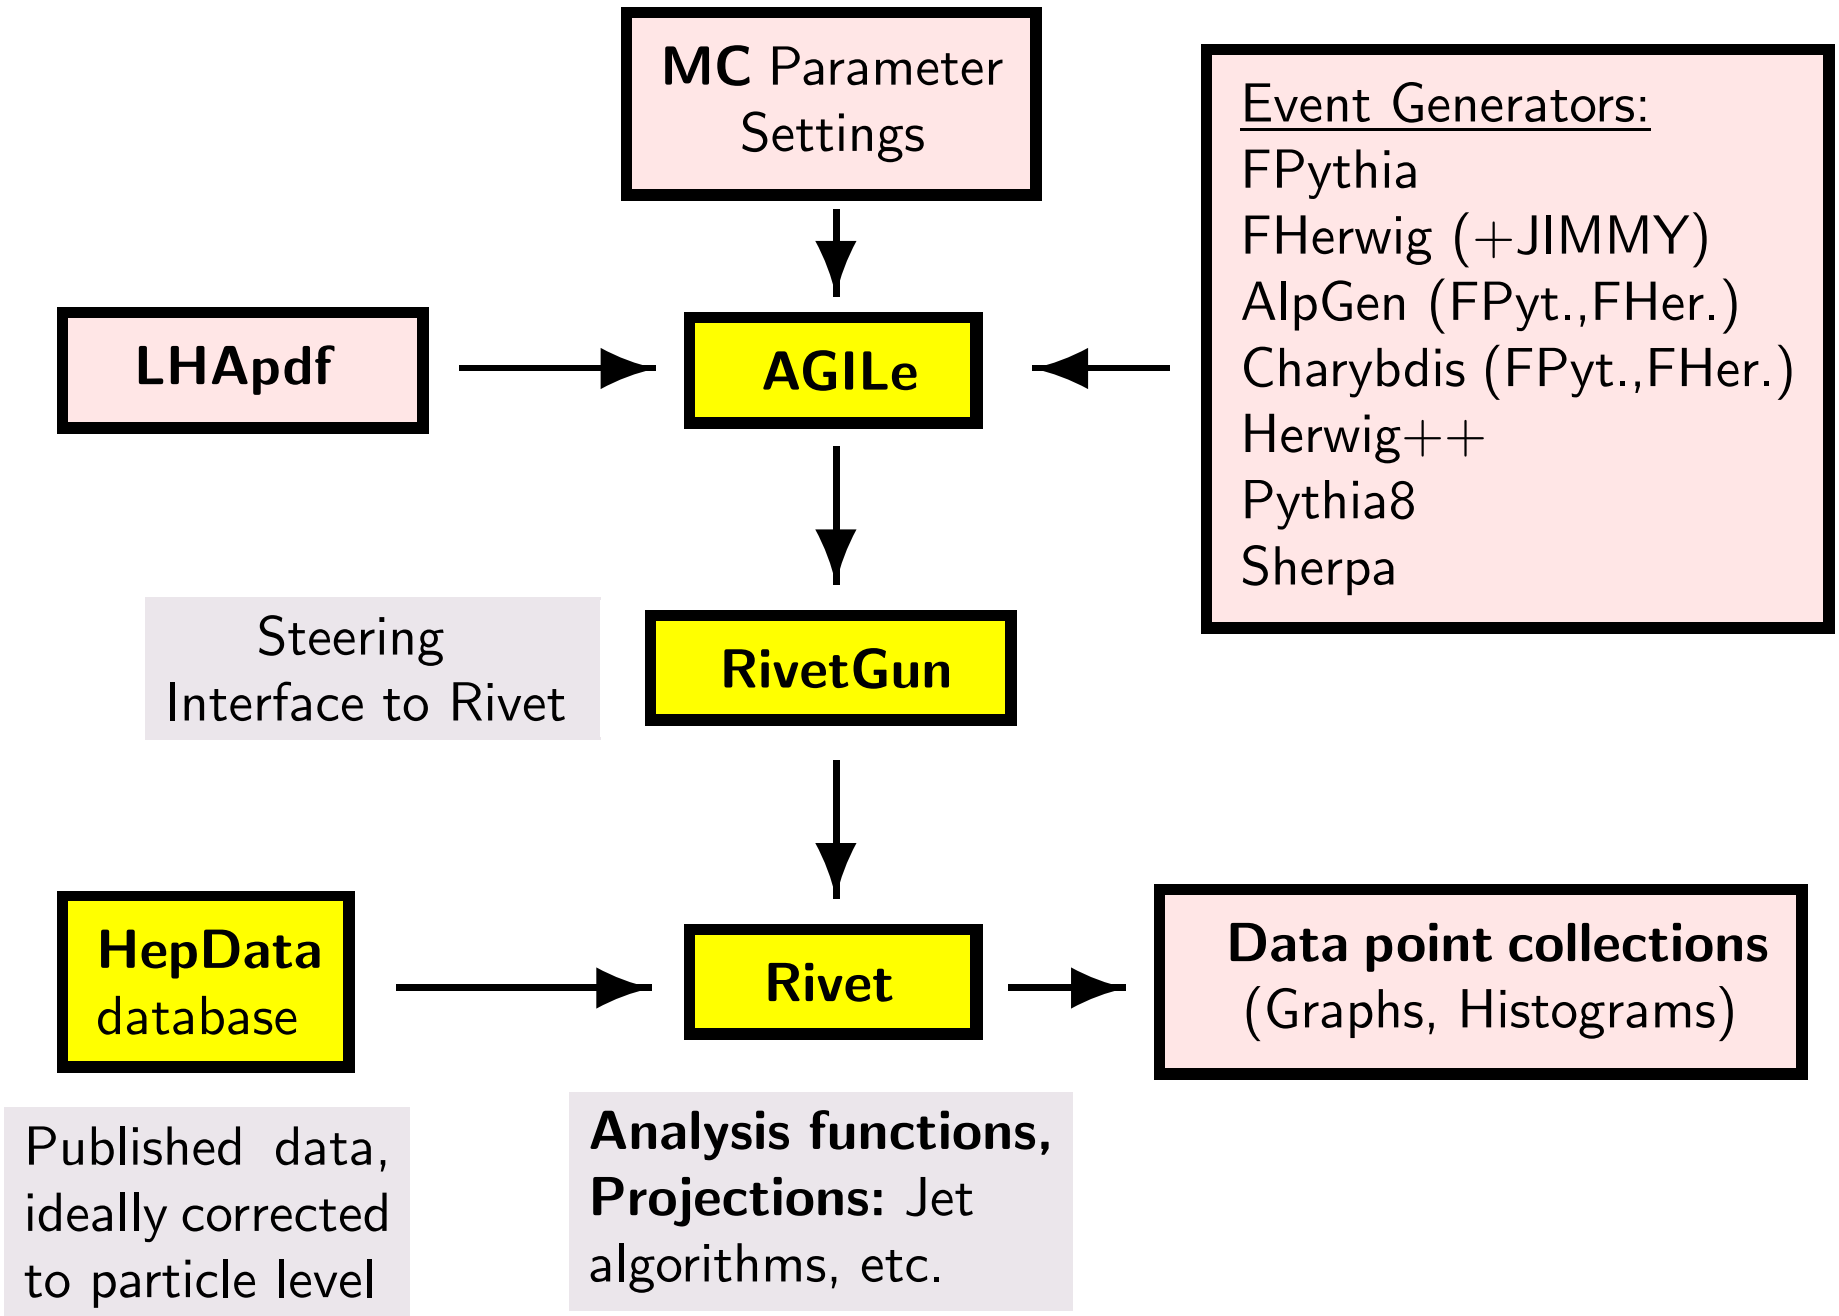 MC Parameter
Settings
Event Generators:
FPythia
FHerwig (+JIMMY)
AlpGen (FPyt.,FHer.)
Charybdis (FPyt.,FHer.)
Herwig++
Pythia8
Sherpa
LHApdf
AGILe
Steering
Interface to Rivet
RivetGun
HepData
database
Rivet
Data point collections
(Graphs, Histograms)
Published data,
ideally corrected
to particle level
Analysis functions,
Projections: Jet
algorithms, etc.